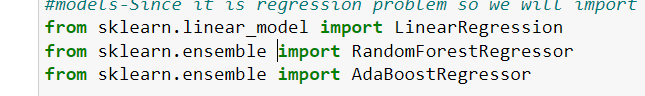 #models-Since it is regression problem so we will import
from sklearn.linear_model import LinearRegression
from sklearn.ensemble import RandomForestRegressor
from sklearn.ensemble import AdaBoostRegressor